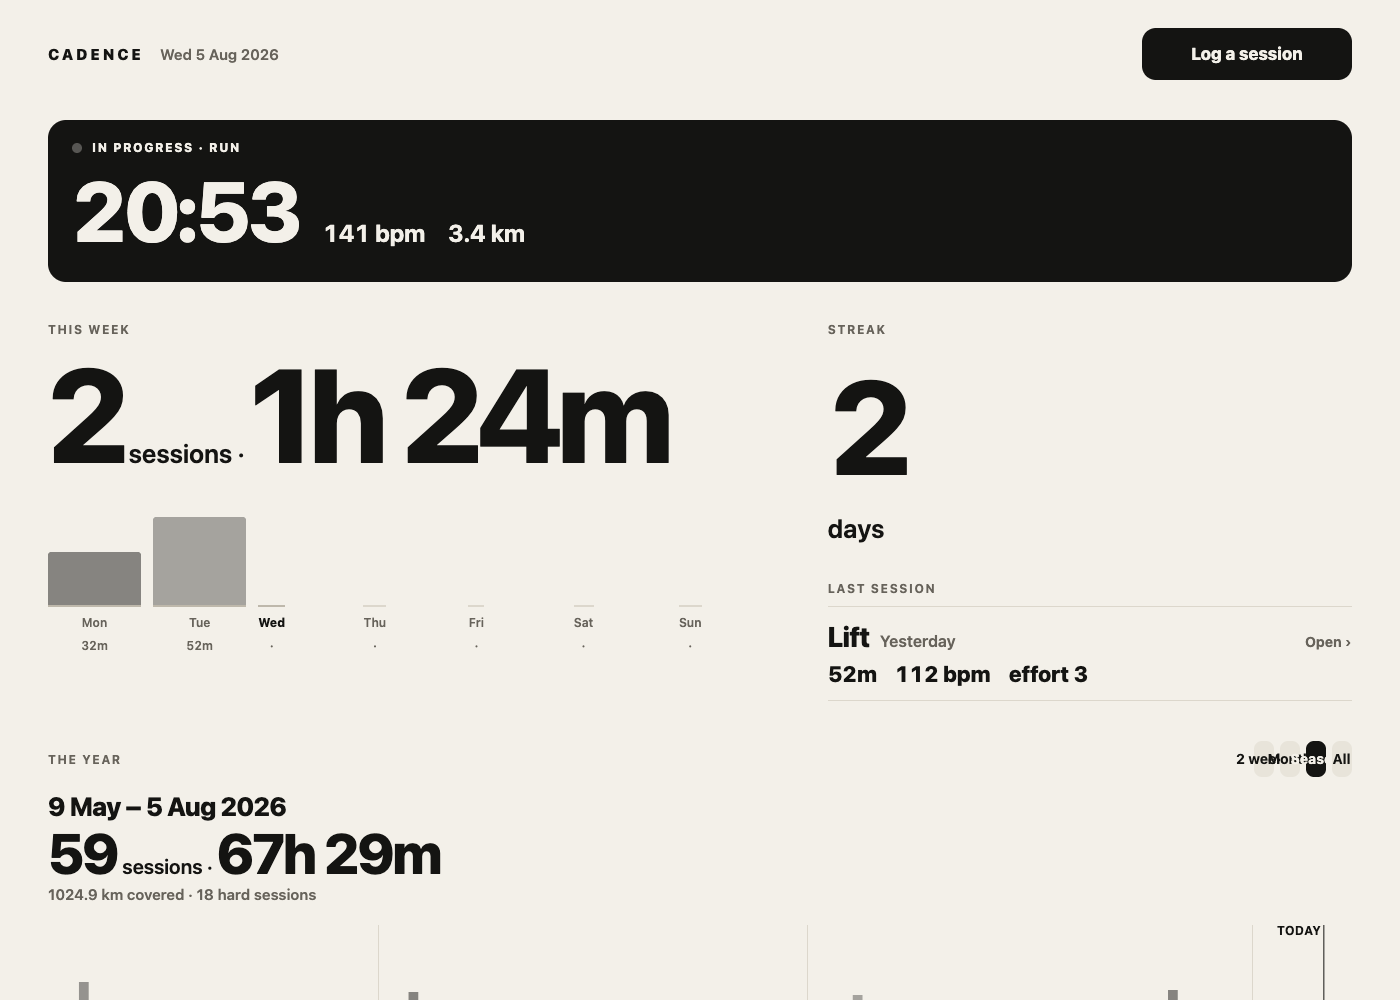 CADENCE Wed 5 Aug 2026
Log a session
IN PROGRESS · RUN
20:53 141 bpm 3.4 km
THIS WEEK
2 sessions · 1h 24m
Mon Tue Wed Thu Fri Sat Sun
32m 52m · · · · ·
STREAK
2
days
LAST SESSION
Lift Yesterday Open ›
52m 112 bpm effort 3
THE YEAR
2 All
9 May – 5 Aug 2026
59 sessions · 67h 29m
1024.9 km covered · 18 hard sessions
TODAY